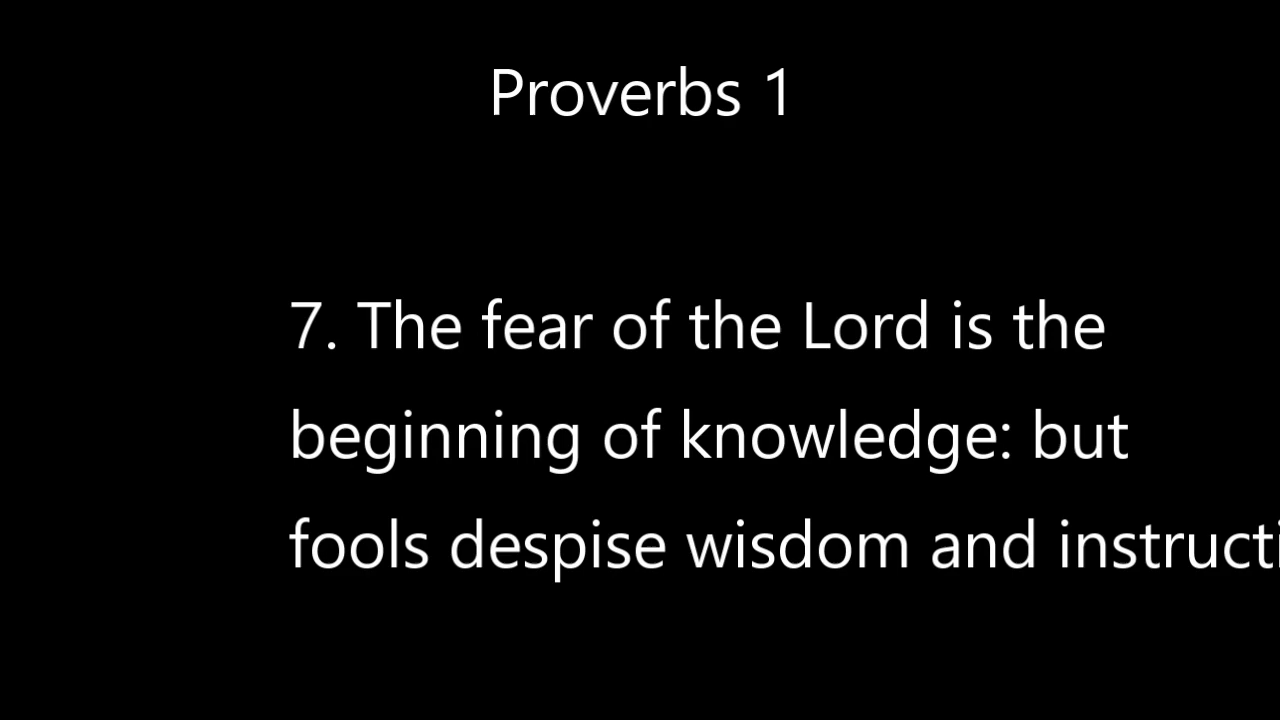 Proverbs 1
7. The fear of the Lord is the
beginning of knowledge: but
fools despise wisdom and instructi